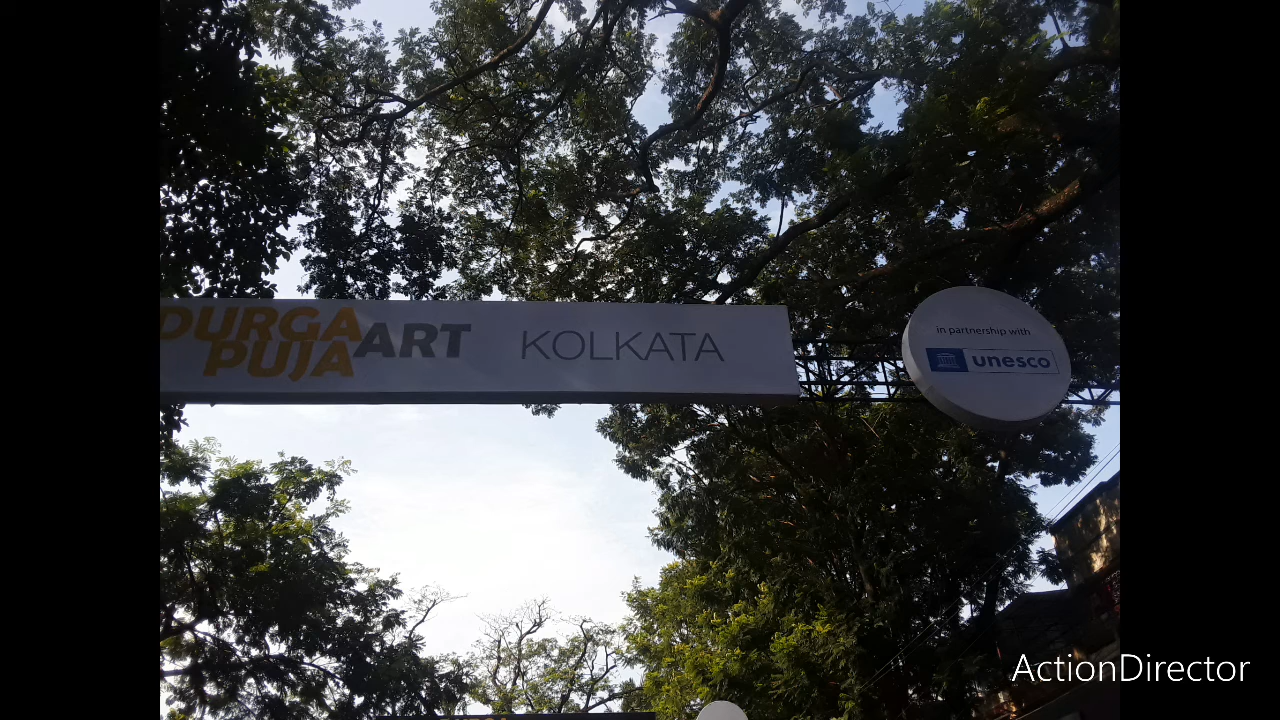 DURGA
PUJA
ART KOLKATA
in partnership with
unesco
ActionDirector